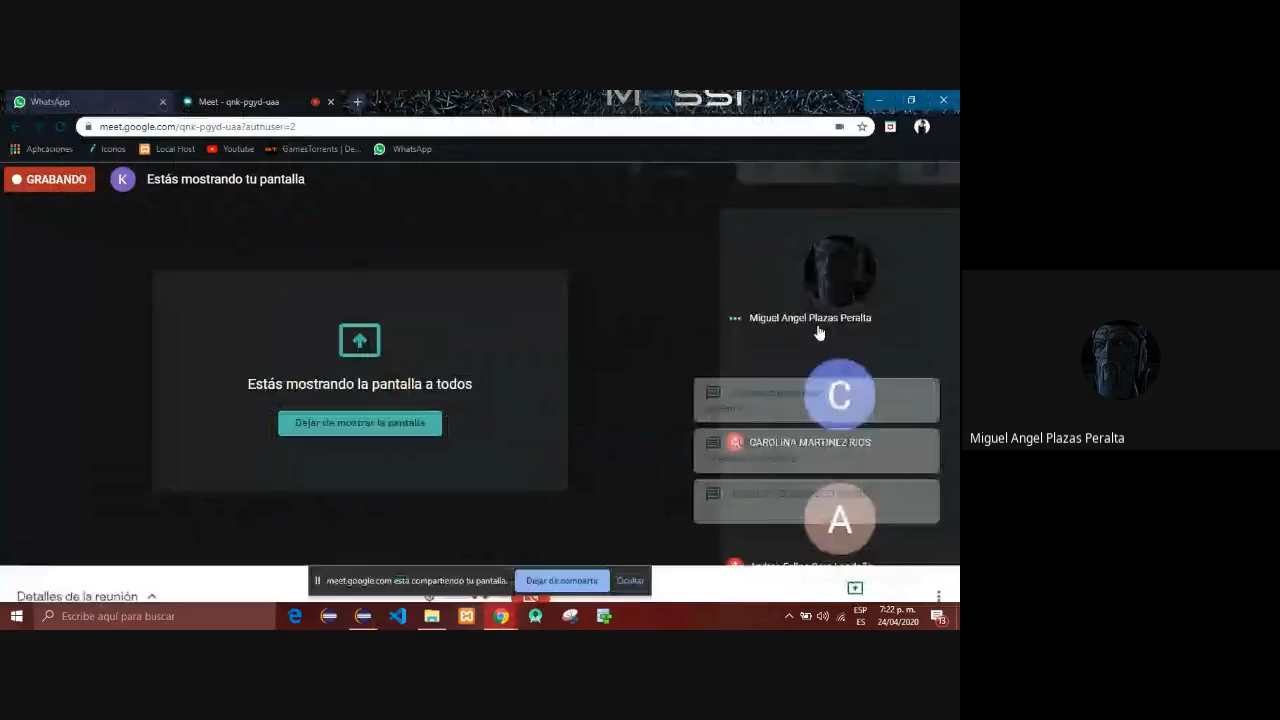 MESSI
WhatsApp
Meet - qnk-pgyd-uaa
meet.google.com/qnk-pgyd-uaa?authuser=2
Aplicaciones
Iconos
Local Host
Youtube
GamesTorrents | De...
WhatsApp
GRABANDO
K
Estás mostrando tu pantalla
Miguel Angel Plazas Peralta
Estás mostrando la pantalla a todos
Dejar de mostrar la pantalla
C
CAROLINA MARTINEZ RIOS
A
Miguel Angel Plazas Peralta
meet.google.com está compartiendo tu pantalla.
Dejar de compartir
Ocultar
Detalles de la reunión
Escribe aquí para buscar
ESP
ES
7:22 p. m.
24/04/2020
13